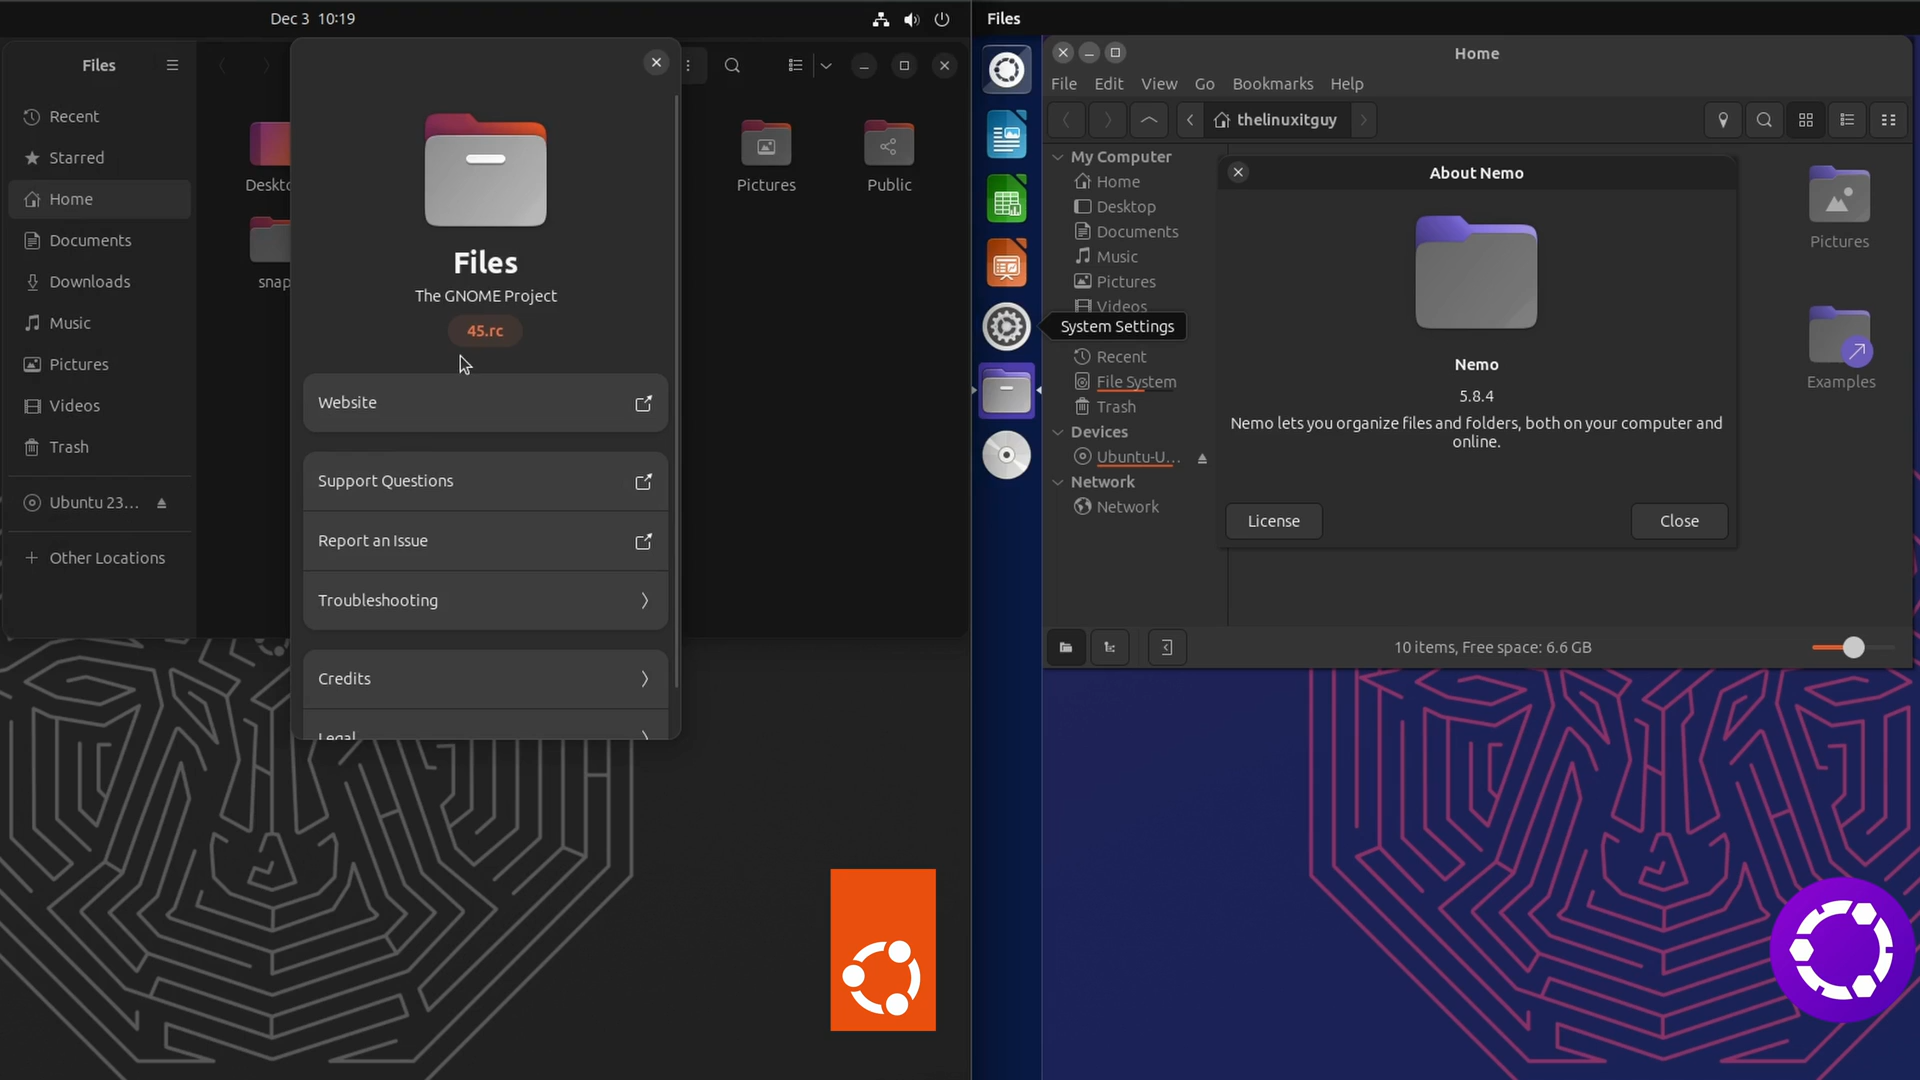 Dec 3 10:19
Files
Recent
Starred
Home
Documents
Downloads
Music
Pictures
Videos
Trash
Ubuntu 23...
Other Locations
snap
Pictures
Public
Files
The GNOME Project
45.rc
Website
Support Questions
Report an Issue
Troubleshooting
Credits
Legal
Files
Home
File Edit View Go Bookmarks Help
thelinuxitguy
My Computer
Home
Desktop
Documents
Music
Pictures
Videos
System Settings
Recent
File System
Trash
Devices
Ubuntu-U...
Network
Network
About Nemo
Nemo
5.8.4
Nemo lets you organize files and folders, both on your computer and
online.
License
Close
Pictures
Examples
10 items, Free space: 6.6 GB